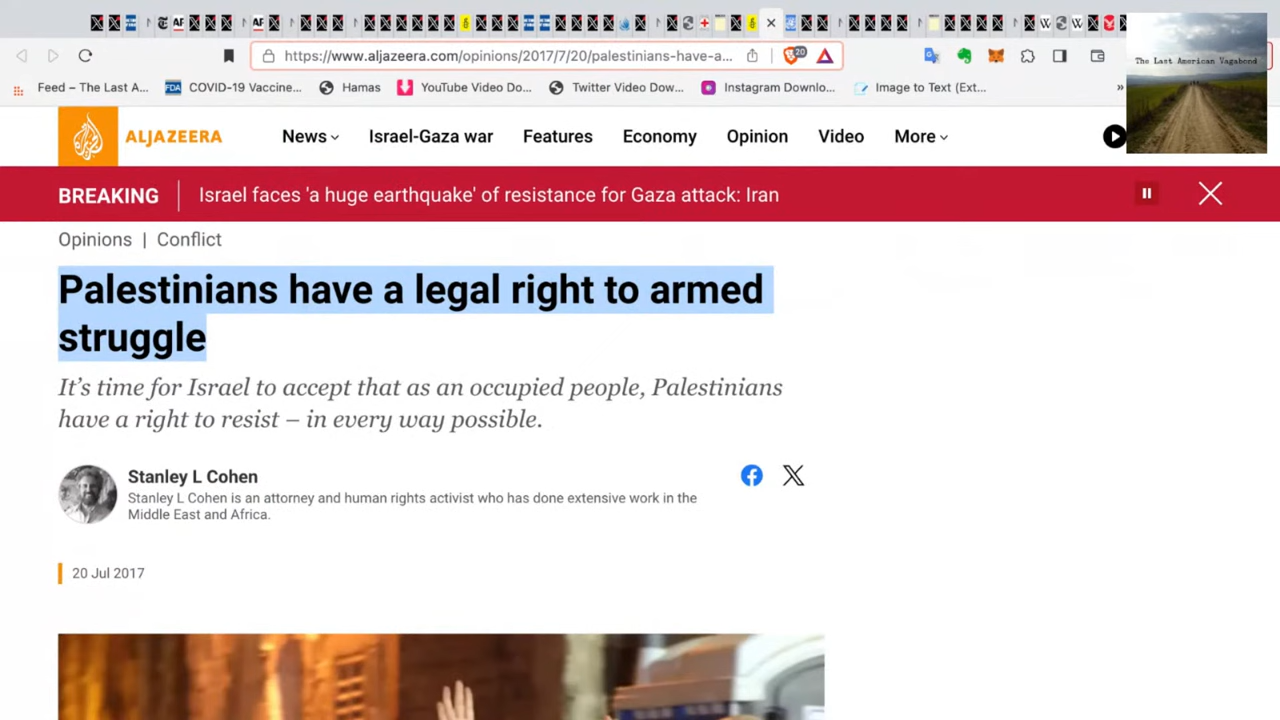 The Last American Vagabond
https://www.aljazeera.com/opinions/2017/7/20/palestinians-have-a...
20
Feed – The Last A...
FDA
COVID-19 Vaccine...
Hamas
YouTube Video Do...
Twitter Video Dow...
Instagram Downlo...
Image to Text (Ext...
»
ALJAZEERA
News
Israel-Gaza war
Features
Economy
Opinion
Video
More
BREAKING
Israel faces 'a huge earthquake' of resistance for Gaza attack: Iran
Opinions | Conflict
Palestinians have a legal right to armed
struggle
It’s time for Israel to accept that as an occupied people, Palestinians
have a right to resist – in every way possible.
Stanley L Cohen
Stanley L Cohen is an attorney and human rights activist who has done extensive work in the
Middle East and Africa.
20 Jul 2017